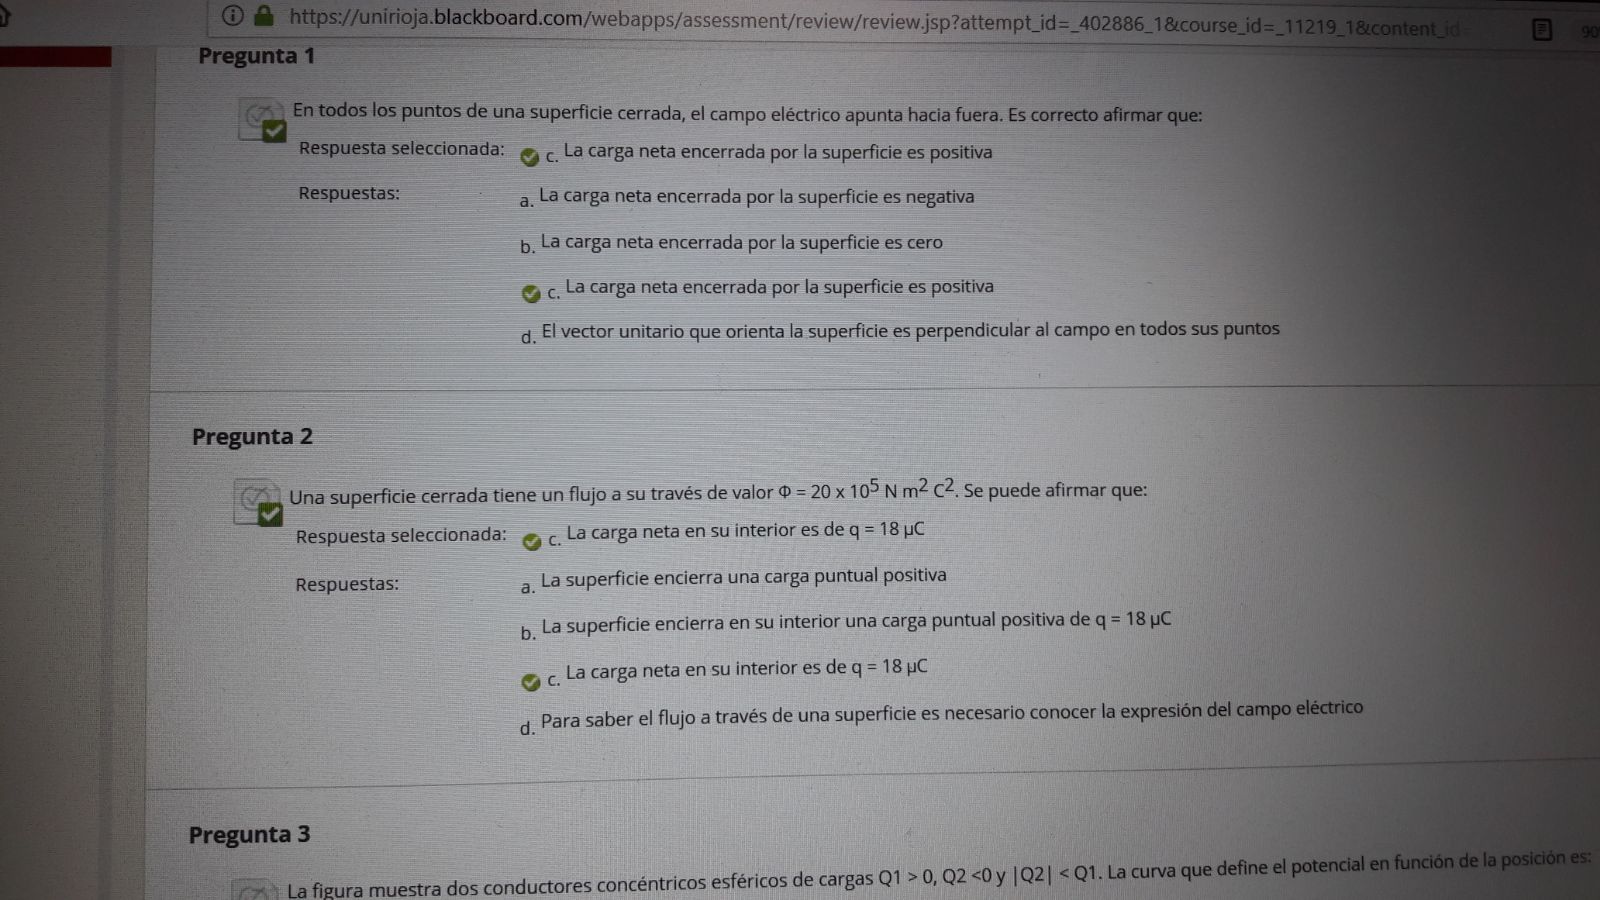 https://unirioja.blackboard.com/webapps/assessment/review/review.jsp?attempt_id=_402886_1&course_id=_11219_1&content_id=
90
Pregunta 1
En todos los puntos de una superficie cerrada, el campo eléctrico apunta hacia fuera. Es correcto afirmar que:
Respuesta seleccionada: c. La carga neta encerrada por la superficie es positiva
Respuestas: a. La carga neta encerrada por la superficie es negativa
b. La carga neta encerrada por la superficie es cero
c. La carga neta encerrada por la superficie es positiva
d. El vector unitario que orienta la superficie es perpendicular al campo en todos sus puntos
Pregunta 2
Una superficie cerrada tiene un flujo a su través de valor Φ = 20 x 10⁵ N m² C². Se puede afirmar que:
Respuesta seleccionada: c. La carga neta en su interior es de q = 18 µC
Respuestas: a. La superficie encierra una carga puntual positiva
b. La superficie encierra en su interior una carga puntual positiva de q = 18 µC
c. La carga neta en su interior es de q = 18 µC
d. Para saber el flujo a través de una superficie es necesario conocer la expresión del campo eléctrico
Pregunta 3
La figura muestra dos conductores concéntricos esféricos de cargas Q1 > 0, Q2 <0 y |Q2| < Q1. La curva que define el potencial en función de la posición es: